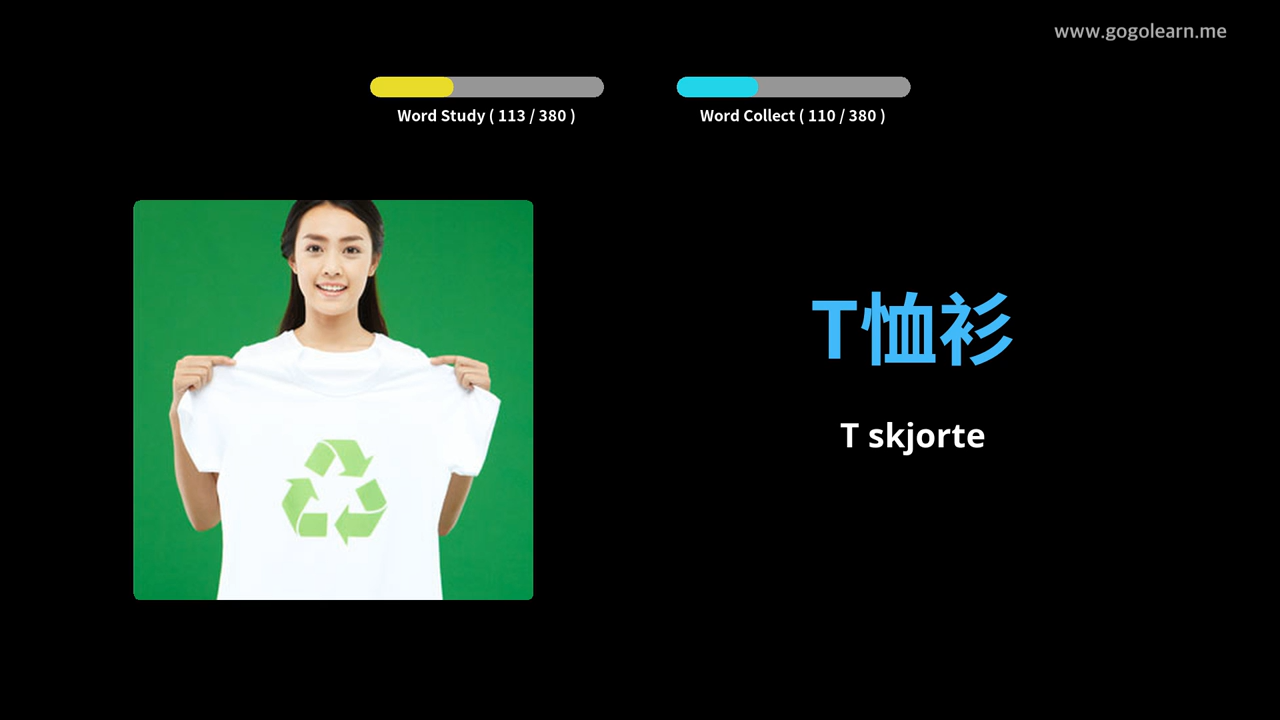 www.gogolearn.me
Word Study ( 113 / 380 )
Word Collect ( 110 / 380 )
T恤衫
T skjorte